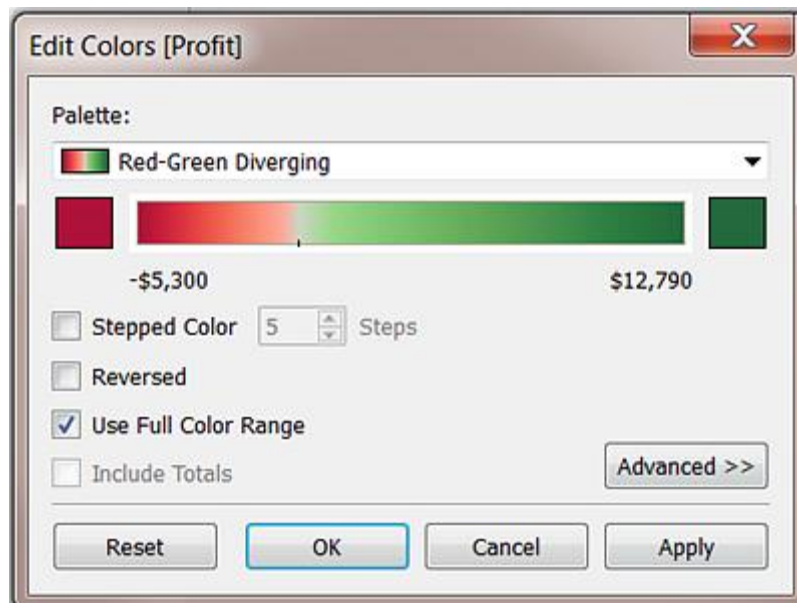 Edit Colors [Profit]
Palette:
Red-Green Diverging
-$5,300 $12,790
Stepped Color 5 Steps
Reversed
Use Full Color Range
Include Totals
Advanced >>
Reset OK Cancel Apply